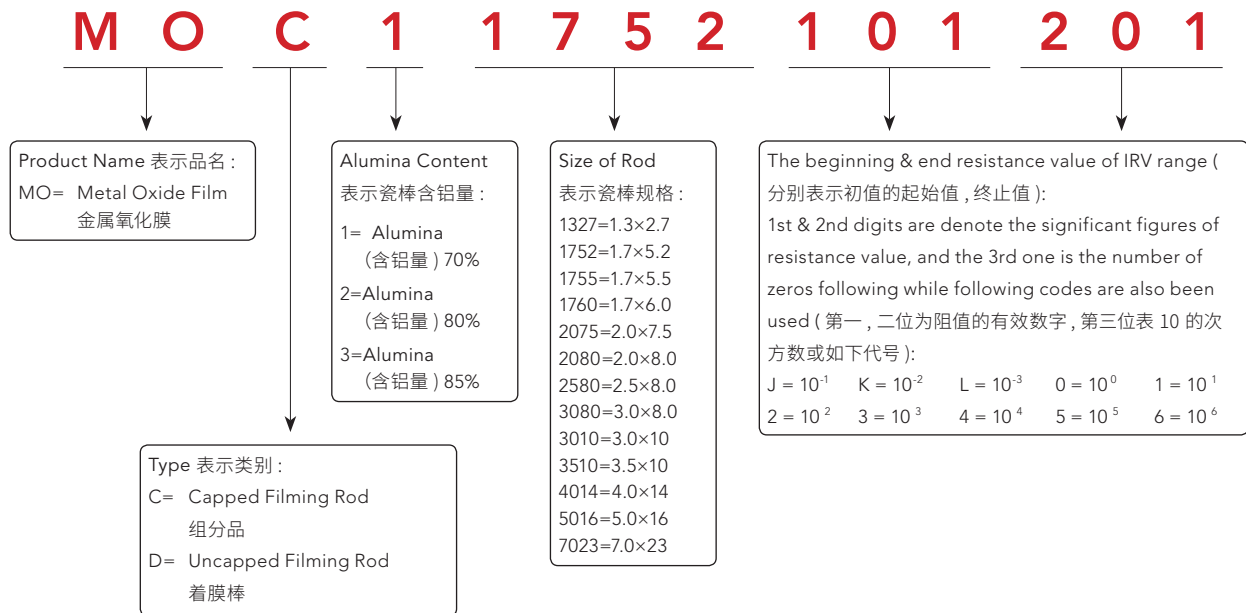 M O C 1 1 7 5 2 1 0 1 2 0 1
Product Name 表示品名 :
MO= Metal Oxide Film
金属氧化膜
Alumina Content
表示瓷棒含铝量 :
1= Alumina
(含铝量 ) 70%
2=Alumina
(含铝量 ) 80%
3=Alumina
(含铝量 ) 85%
Size of Rod
表示瓷棒规格 :
1327=1.3×2.7
1752=1.7×5.2
1755=1.7×5.5
1760=1.7×6.0
2075=2.0×7.5
2080=2.0×8.0
2580=2.5×8.0
3080=3.0×8.0
3010=3.0×10
3510=3.5×10
4014=4.0×14
5016=5.0×16
7023=7.0×23
The beginning & end resistance value of IRV range (
分别表示初值的起始值 , 终止值 ):
1st & 2nd digits are denote the significant figures of
resistance value, and the 3rd one is the number of
zeros following while following codes are also been
used ( 第一 , 二位为阻值的有效数字 , 第三位表 10 的次
方数或如下代号 ):
J = 10⁻¹ K = 10⁻² L = 10⁻³ 0 = 10⁰ 1 = 10¹
2 = 10² 3 = 10³ 4 = 10⁴ 5 = 10⁵ 6 = 10⁶
Type 表示类别 :
C= Capped Filming Rod
组分品
D= Uncapped Filming Rod
着膜棒